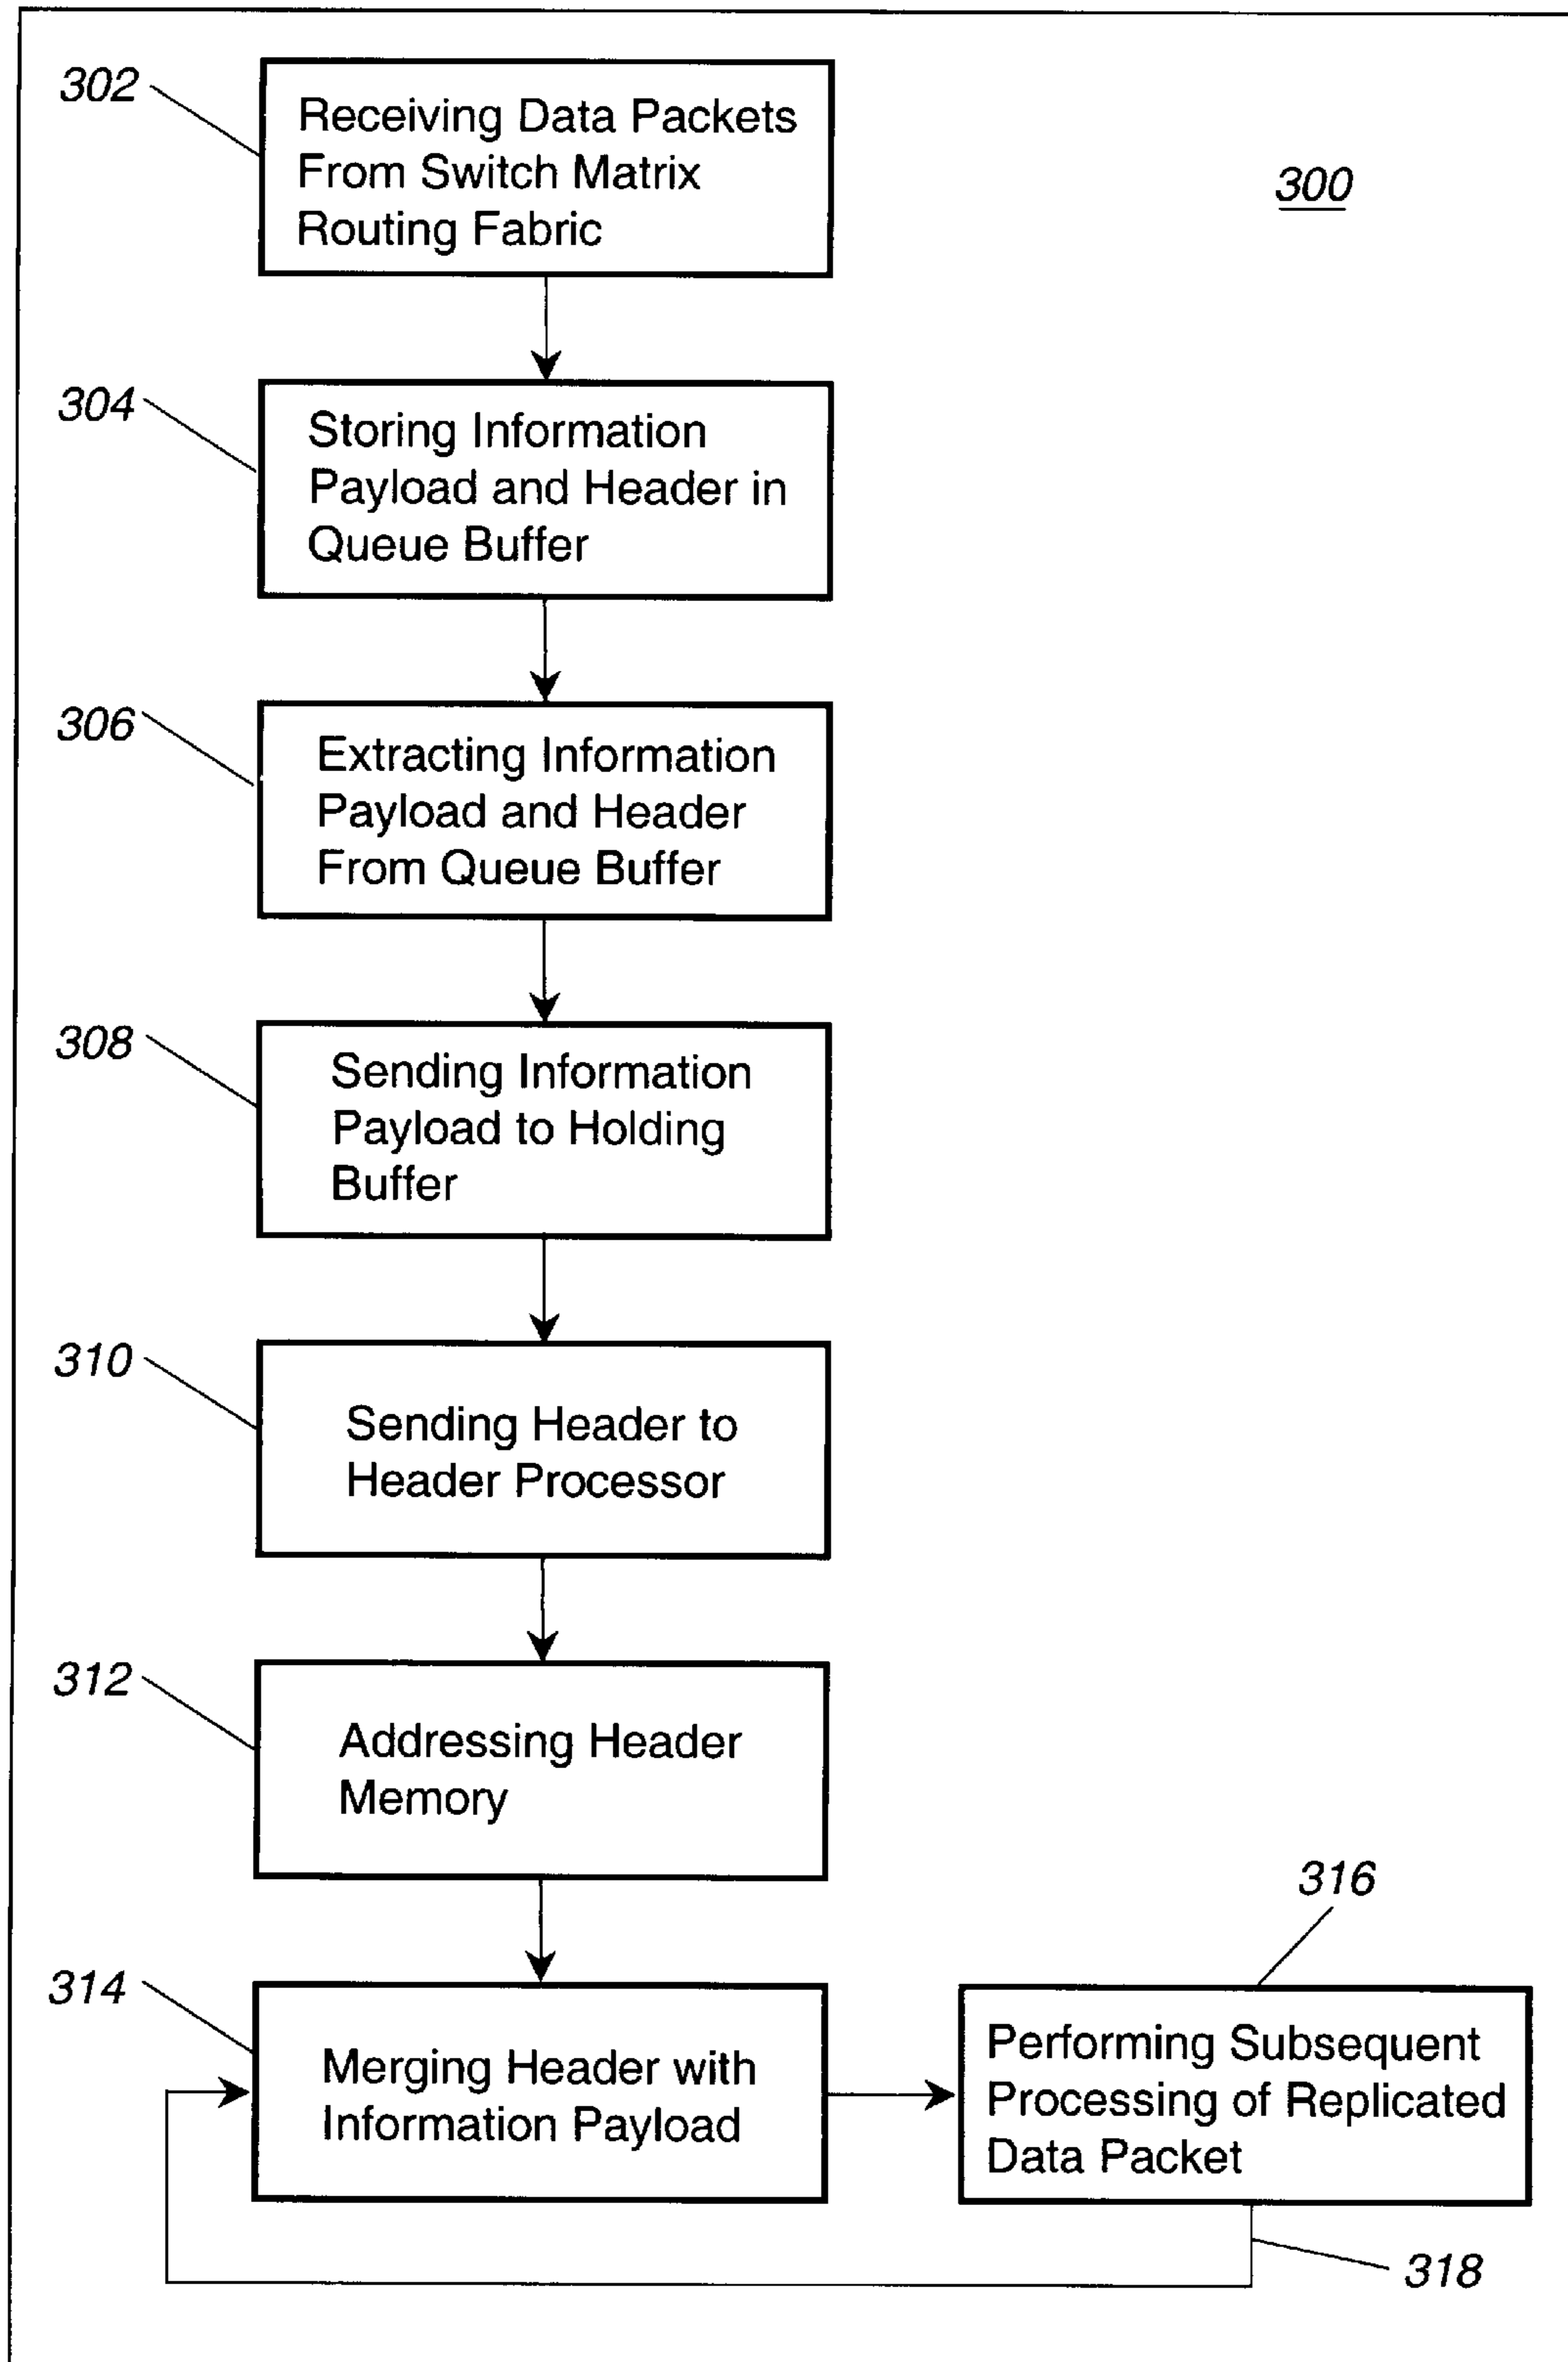 302
Receiving Data Packets
From Switch Matrix
Routing Fabric
300
304
Storing Information
Payload and Header in
Queue Buffer
306
Extracting Information
Payload and Header
From Queue Buffer
308
Sending Information
Payload to Holding
Buffer
310
Sending Header to
Header Processor
312
Addressing Header
Memory
316
314
Merging Header with
Information Payload
Performing Subsequent
Processing of Replicated
Data Packet
318